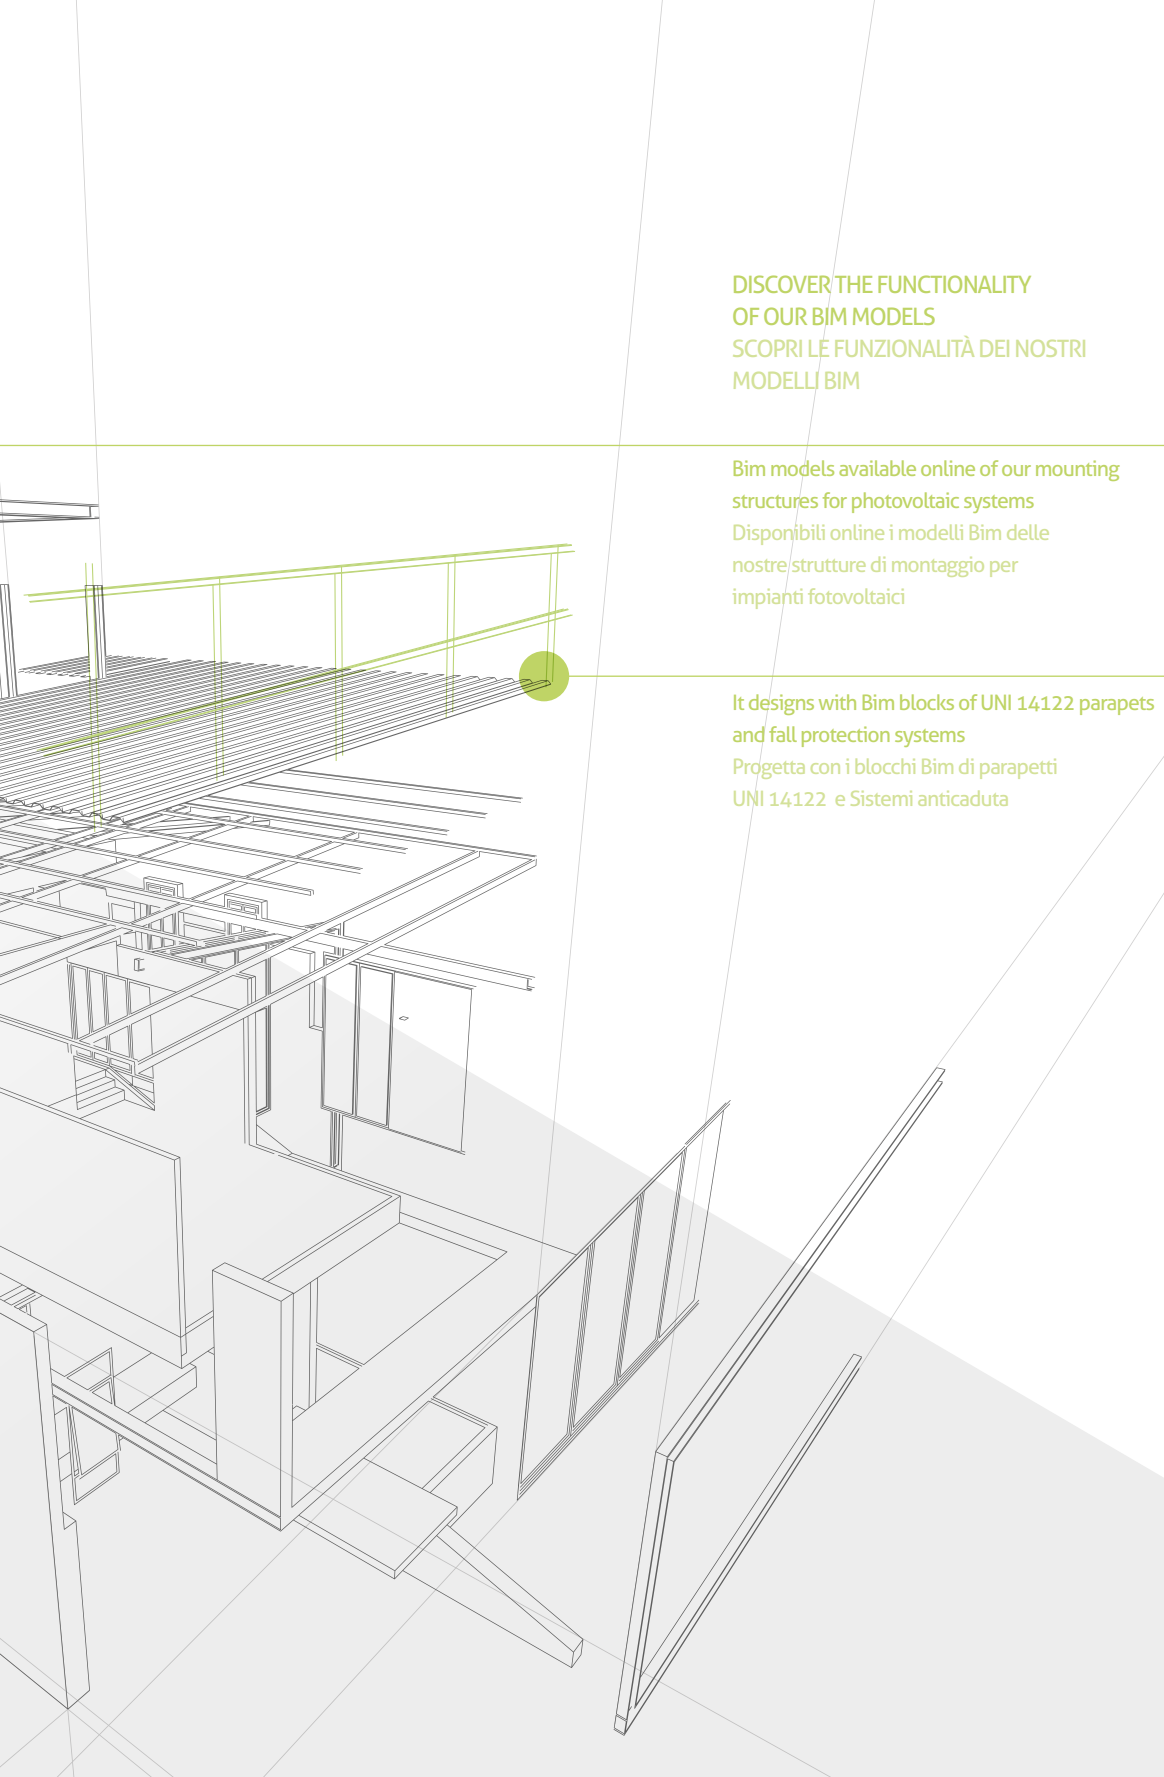 DISCOVER THE FUNCTIONALITY
OF OUR BIM MODELS
SCOPRI LE FUNZIONALITÀ DEI NOSTRI
MODELLI BIM
Bim models available online of our mounting
structures for photovoltaic systems
Disponibili online i modelli Bim delle
nostre strutture di montaggio per
impianti fotovoltaici
It designs with Bim blocks of UNI 14122 parapets
and fall protection systems
Progetta con i blocchi Bim di parapetti
UNI 14122 e Sistemi anticaduta